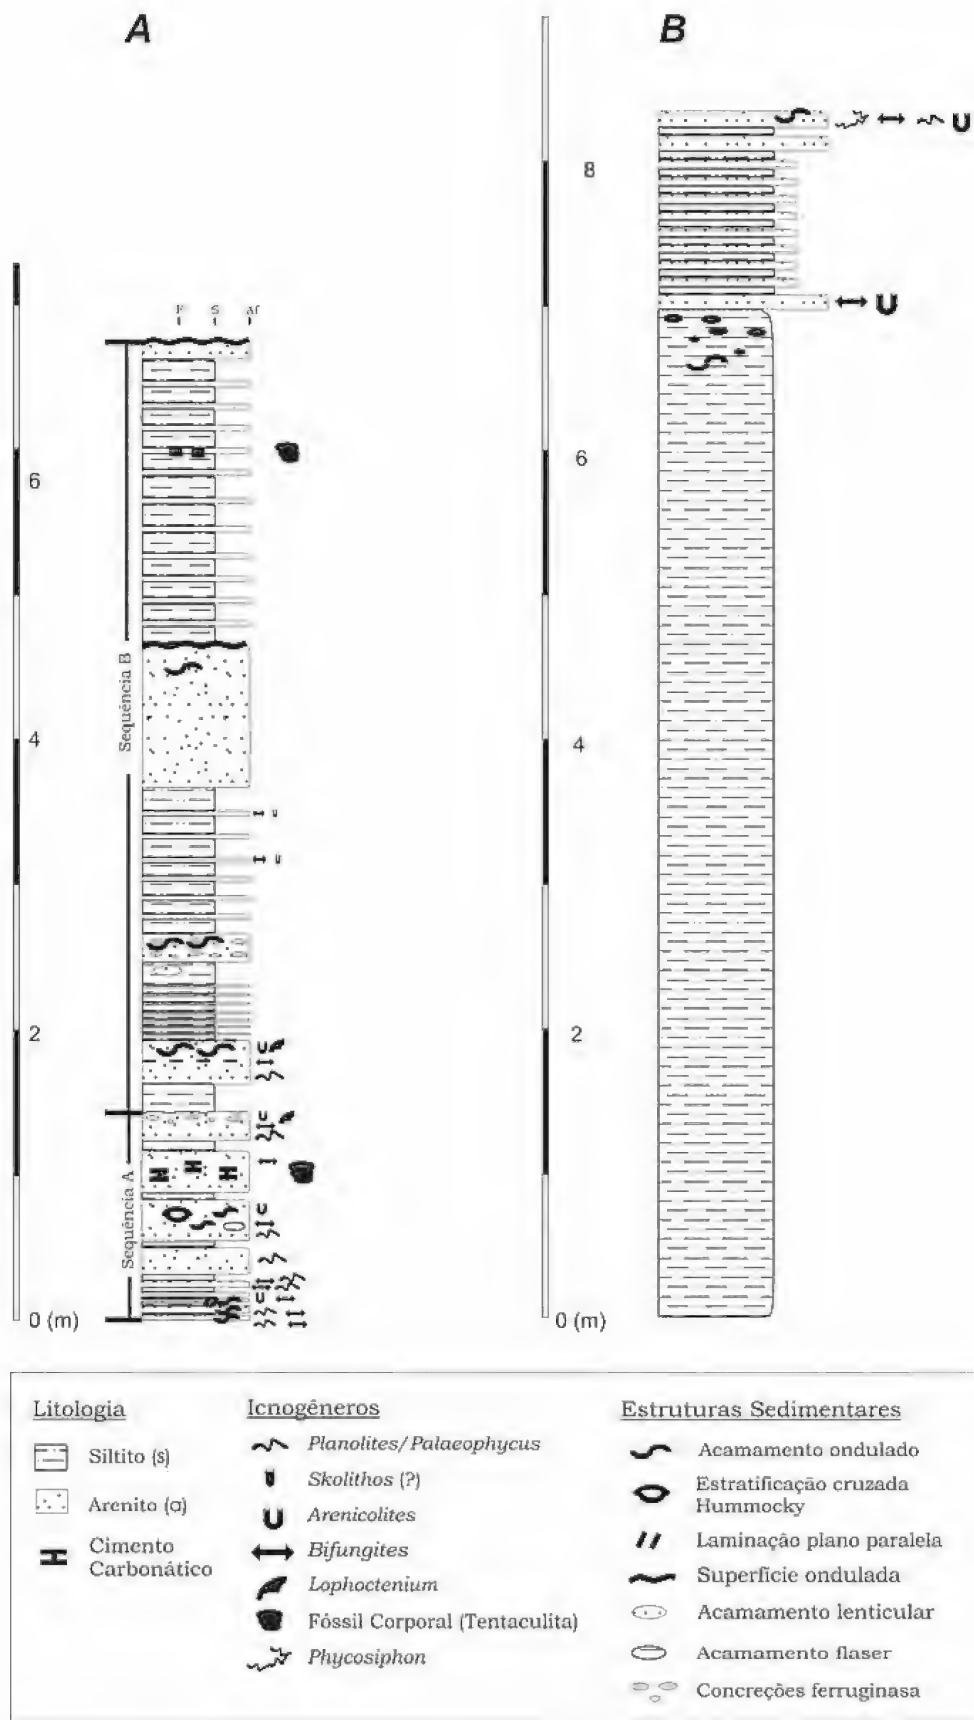 A
B
8
6
4
2
0 (m)
s
af
6
4
2
0 (m)
Sequência B
Sequência A
Litologia
Siltito (s)
Arenito (a)
Cimento
Carbonático
Icnogêneros
Planolites/Palaeophycus
Skolithos (?)
Arenicolites
Bifungites
Lophoctenium
Fóssil Corporal (Tentaculita)
Phycosiphon
Estruturas Sedimentares
Acamamento ondulado
Estratificação cruzada
Hummocky
Laminação plano paralela
Superfície ondulada
Acamamento lenticular
Acamamento flaser
Concreções ferruginasa